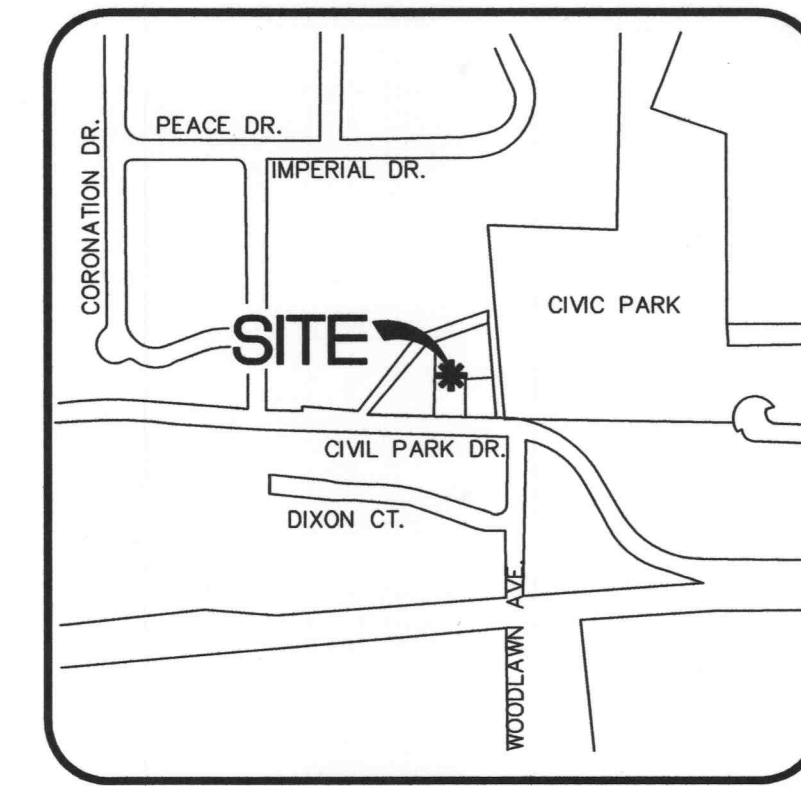 PEACE DR.
CORONATION DR.
IMPERIAL DR.
CIVIC PARK
SITE
CIVIL PARK DR.
DIXON CT.
WOODLAWN AVE.